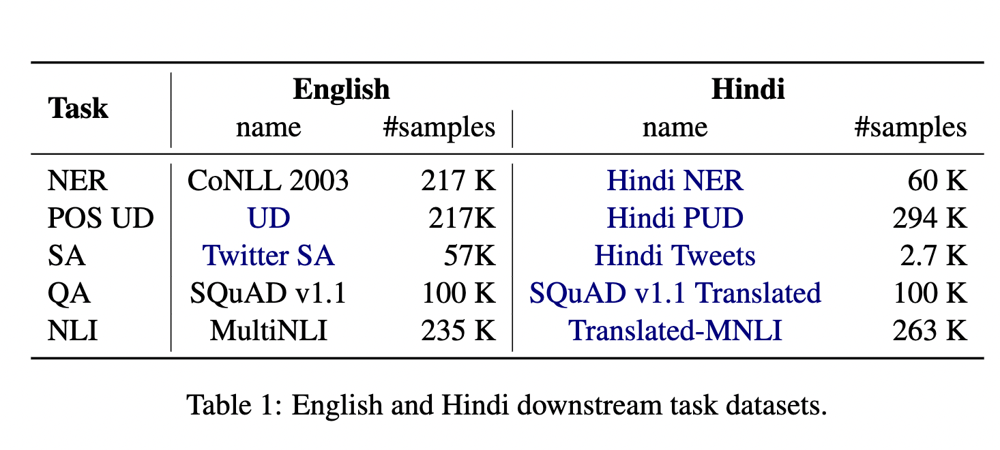 Task English Hindi
name #samples name #samples
NER CoNLL 2003 217 K Hindi NER 60 K
POS UD UD 217K Hindi PUD 294 K
SA Twitter SA 57K Hindi Tweets 2.7 K
QA SQuAD v1.1 100 K SQuAD v1.1 Translated 100 K
NLI MultiNLI 235 K Translated-MNLI 263 K
Table 1: English and Hindi downstream task datasets.